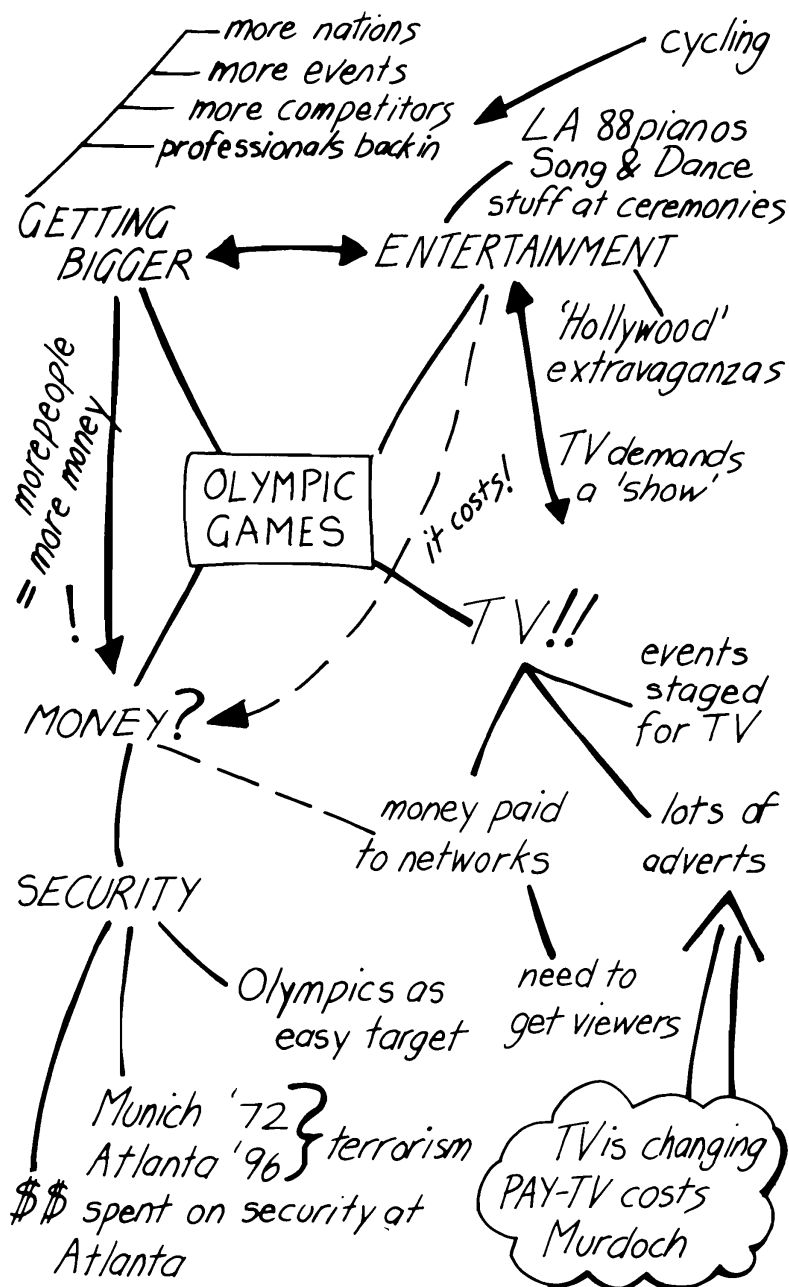 more nations
more events
more competitors
professionals back in
cycling
LA 88 pianos
Song & Dance
stuff at ceremonies
GETTING
BIGGER
ENTERTAINMENT
'Hollywood'
extravaganzas
more people
= more money
!
TV demands
a 'show'
OLYMPIC
GAMES
it costs!
TV!!
events
staged
for TV
MONEY?
money paid
to networks
lots of
adverts
SECURITY
Olympics as
easy target
need to
get viewers
Munich '72
Atlanta '96
} terrorism
$$ spent on security at
Atlanta
TV is changing
PAY-TV costs
Murdoch